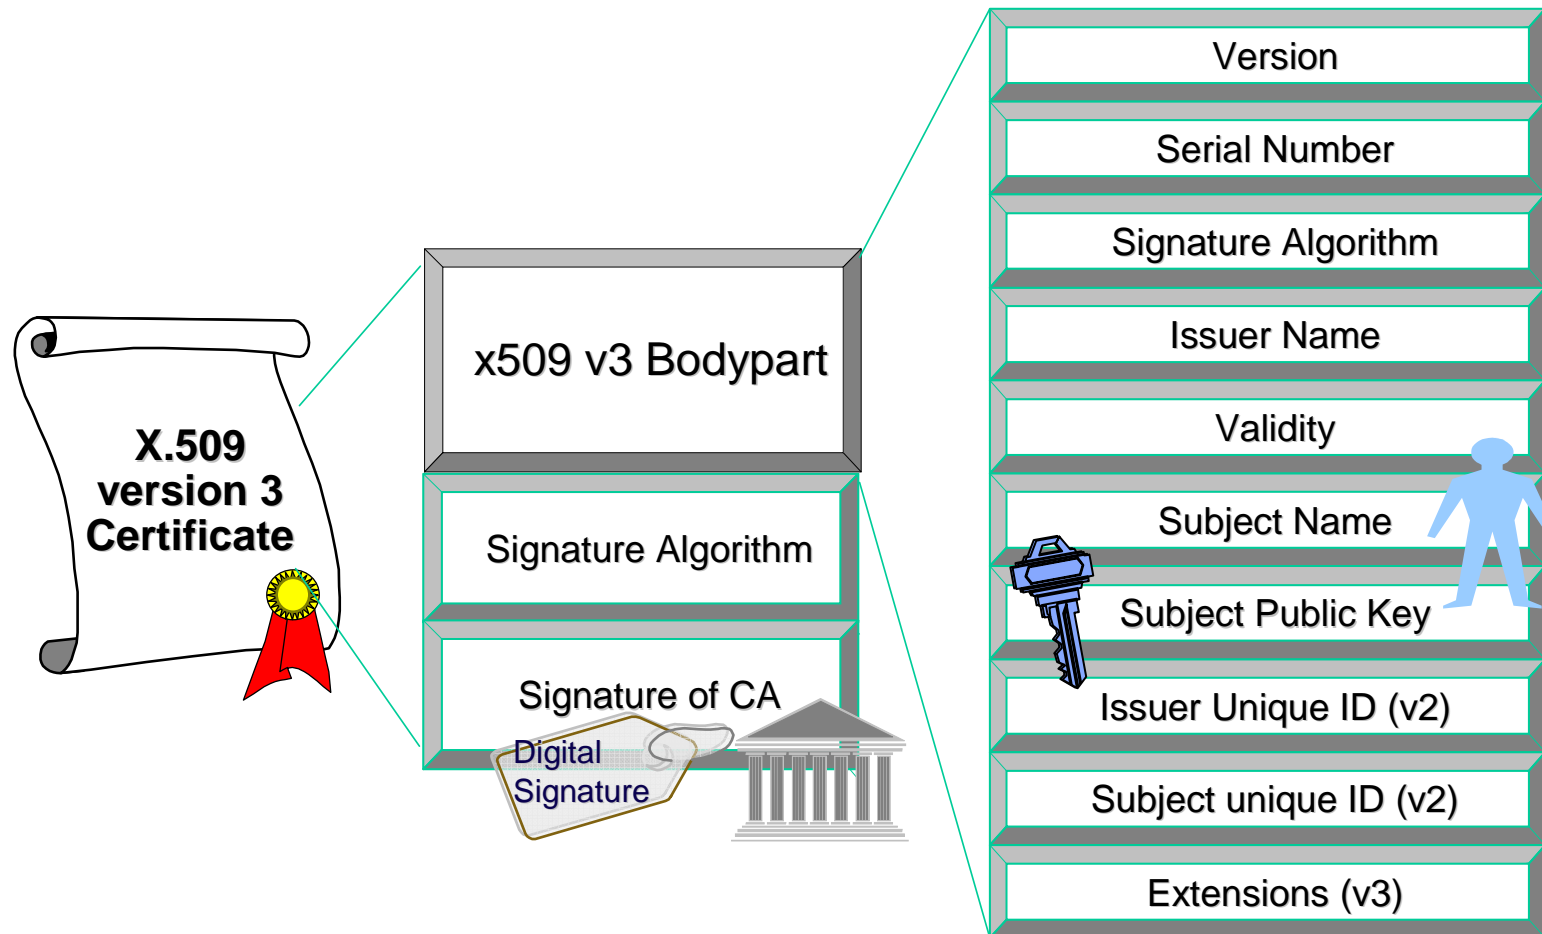 X.509
version 3
Certificate
x509 v3 Bodypart
Signature Algorithm
Signature of CA
Digital
Signature
Version
Serial Number
Signature Algorithm
Issuer Name
Validity
Subject Name
Subject Public Key
Issuer Unique ID (v2)
Subject unique ID (v2)
Extensions (v3)